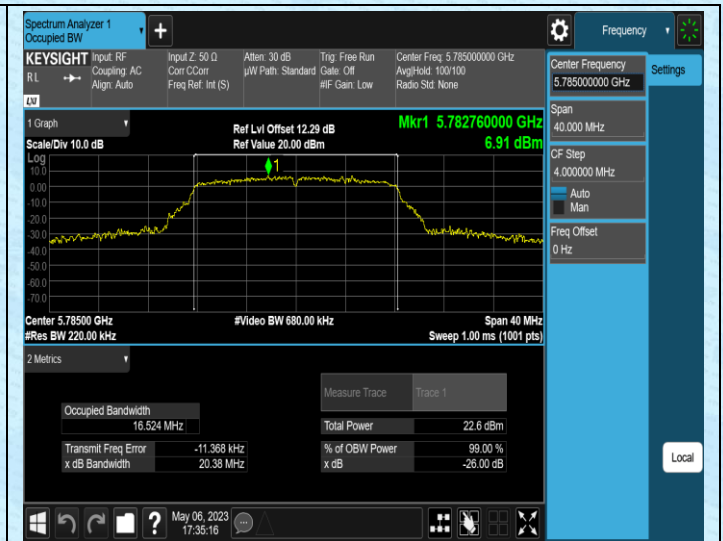 Spectrum Analyzer 1
Occupied BW
+
Frequency
KEYSIGHT
R L
LXI
Input: RF
Coupling: AC
Align: Auto
Input Z: 50 Ω
Corr CCorr
Freq Ref: Int (S)
Atten: 30 dB
µW Path: Standard
Trig: Free Run
Gate: Off
#IF Gain: Low
Center Freq: 5.785000000 GHz
Avg|Hold: 100/100
Radio Std: None
Center Frequency
5.785000000 GHz
Settings
Span
40.000 MHz
CF Step
4.000000 MHz
Auto
Man
Freq Offset
0 Hz
1 Graph
Scale/Div 10.0 dB
Ref Lvl Offset 12.29 dB
Ref Value 20.00 dBm
Mkr1 5.782760000 GHz
6.91 dBm
Log
10.0
0.00
-10.0
-20.0
-30.0
-40.0
-50.0
-60.0
-70.0
1
Center 5.78500 GHz
#Res BW 220.00 kHz
#Video BW 680.00 kHz
Span 40 MHz
Sweep 1.00 ms (1001 pts)
2 Metrics
Measure Trace Trace 1
Occupied Bandwidth
16.524 MHz
Total Power 22.6 dBm
Transmit Freq Error -11.368 kHz
x dB Bandwidth 20.38 MHz
% of OBW Power 99.00 %
x dB -26.00 dB
Local
?
May 06, 2023
17:35:16